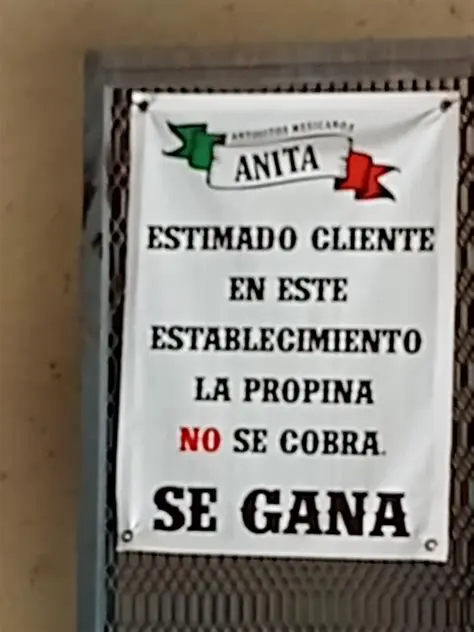 ANTOJITOS MEXICANOS
ANITA
ESTIMADO CLIENTE
EN ESTE
ESTABLECIMIENTO
LA PROPINA
NO SE COBRA.
SE GANA